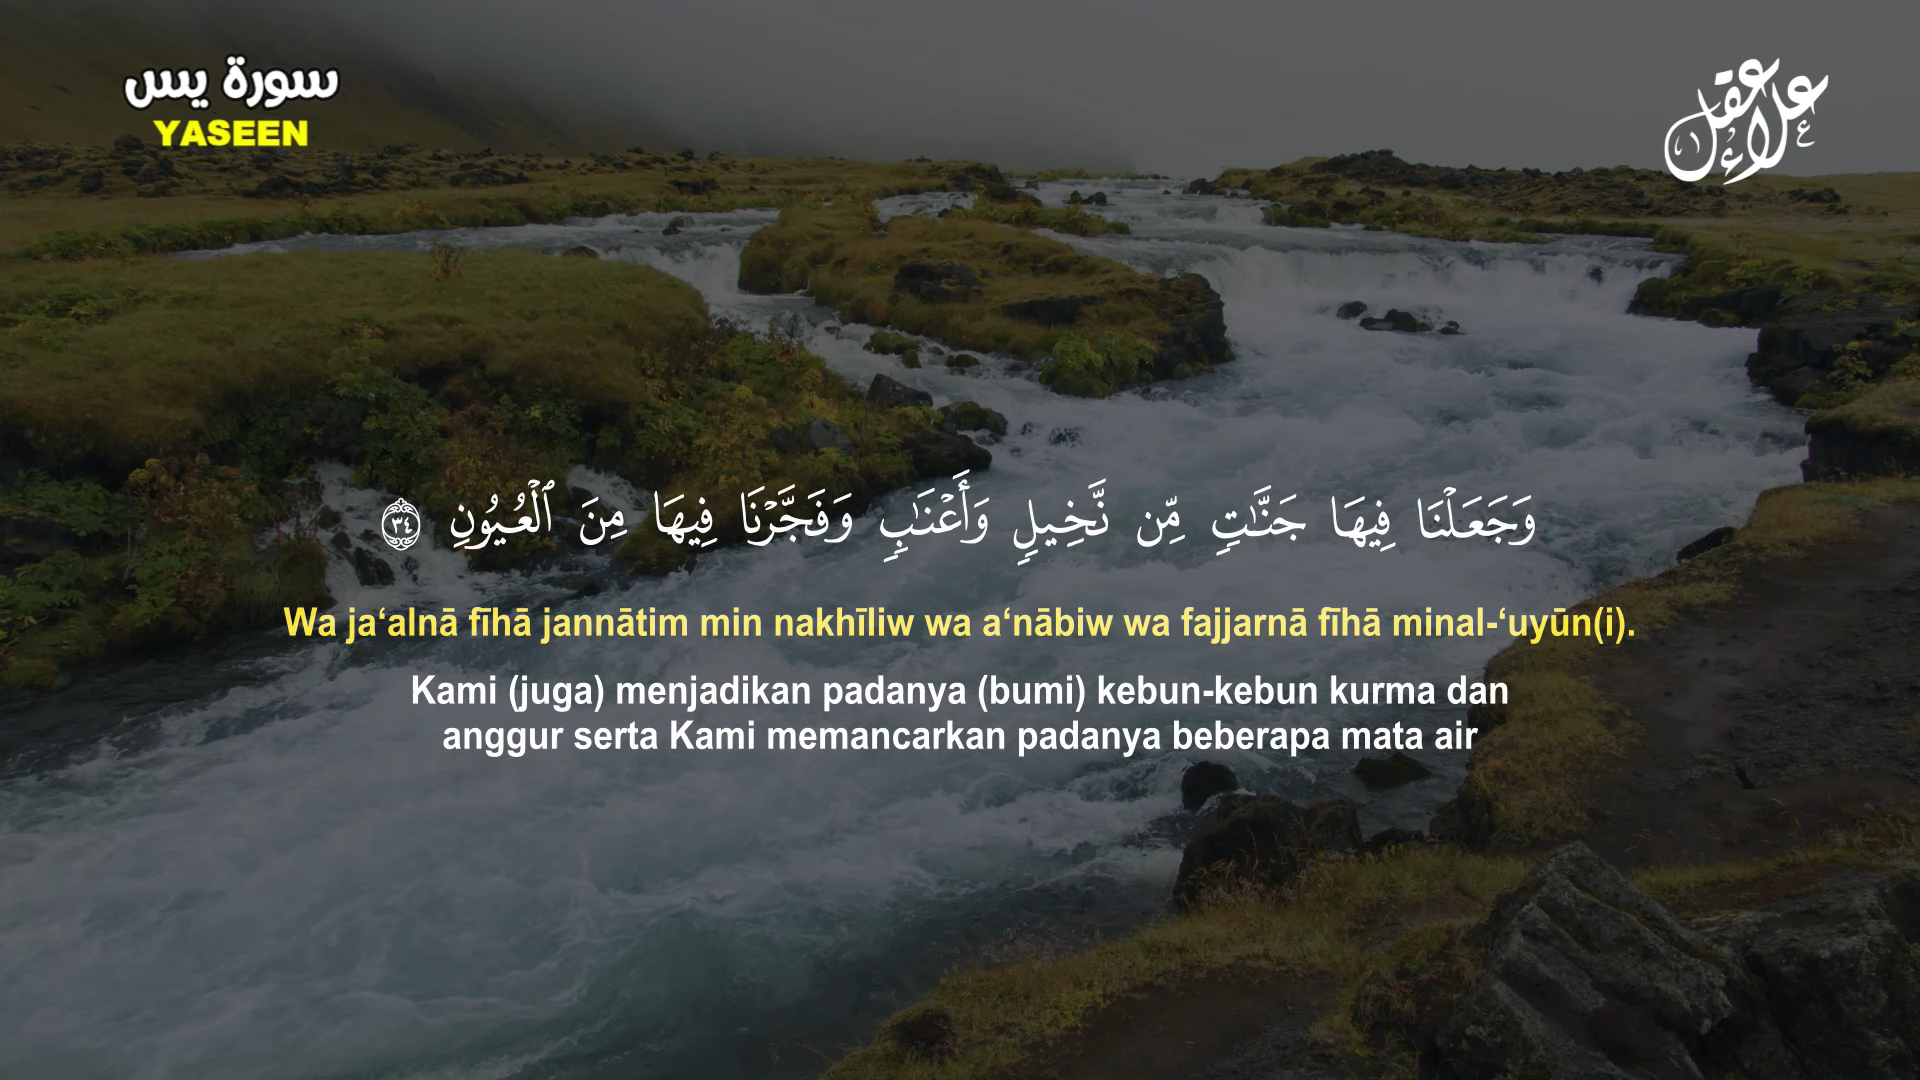 سورة يس
YASEEN
علاء عقل
وَجَعَلْنَا فِيهَا جَنَّـٰتٍ مِّن نَّخِيلٍ وَأَعْنَـٰبٍ وَفَجَّرْنَا فِيهَا مِنَ ٱلْعُيُونِ ٣٤
Wa ja‘alnā fīhā jannātim min nakhīliw wa a‘nābiw wa fajjarnā fīhā minal-‘uyūn(i).
Kami (juga) menjadikan padanya (bumi) kebun-kebun kurma dan
anggur serta Kami memancarkan padanya beberapa mata air